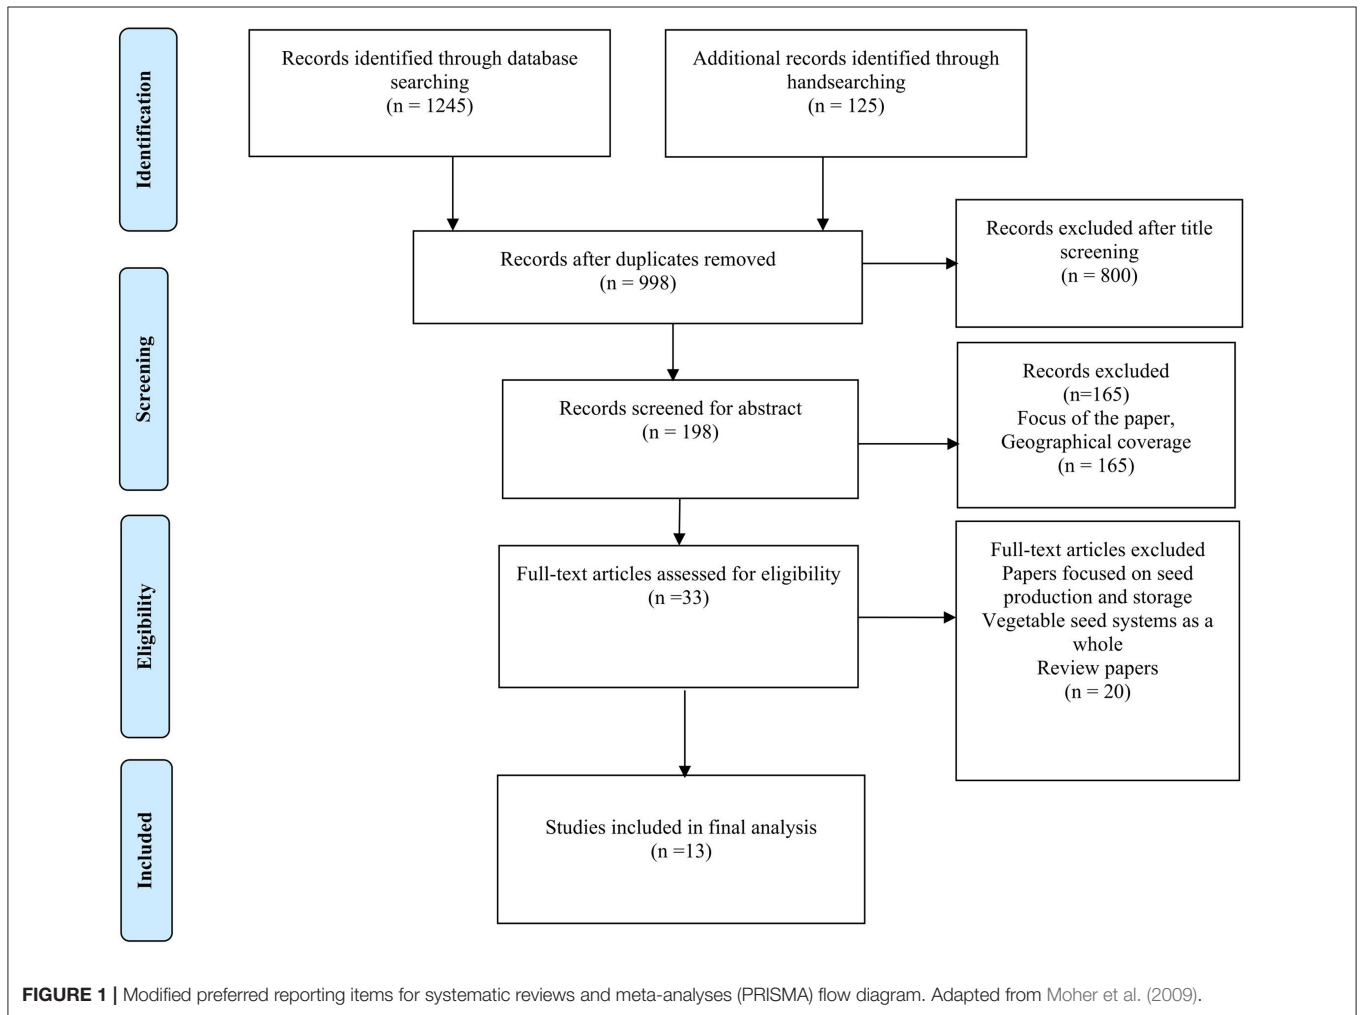 Identification
Records identified through database
searching
(n = 1245)
Additional records identified through
handsearching
(n = 125)
Records after duplicates removed
(n = 998)
Records excluded after title
screening
(n = 800)
Screening
Records screened for abstract
(n = 198)
Records excluded
(n=165)
Focus of the paper,
Geographical coverage
(n = 165)
Eligibility
Full-text articles assessed for eligibility
(n =33)
Full-text articles excluded
Papers focused on seed
production and storage
Vegetable seed systems as a
whole
Review papers
(n = 20)
Included
Studies included in final analysis
(n =13)
FIGURE 1 | Modified preferred reporting items for systematic reviews and meta-analyses (PRISMA) flow diagram. Adapted from Moher et al. (2009).